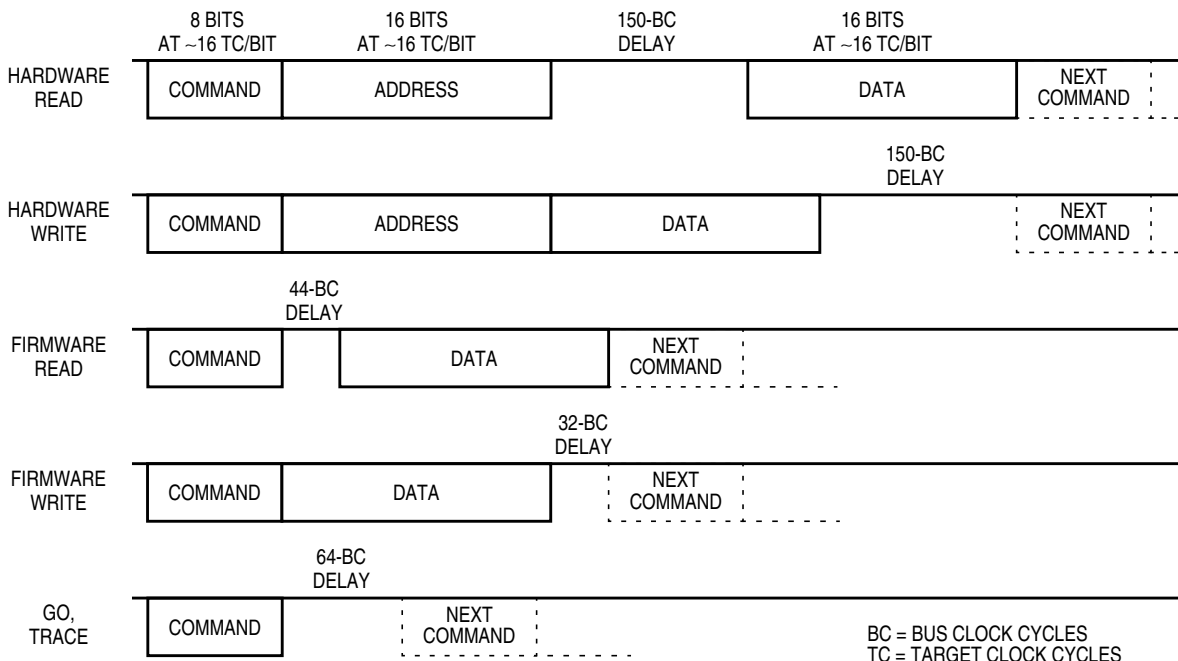 8 BITS
AT ~16 TC/BIT
16 BITS
AT ~16 TC/BIT
150-BC
DELAY
16 BITS
AT ~16 TC/BIT
HARDWARE
READ
COMMAND
ADDRESS
DATA
NEXT
COMMAND
150-BC
DELAY
HARDWARE
WRITE
COMMAND
ADDRESS
DATA
NEXT
COMMAND
44-BC
DELAY
FIRMWARE
READ
COMMAND
DATA
NEXT
COMMAND
32-BC
DELAY
FIRMWARE
WRITE
COMMAND
DATA
NEXT
COMMAND
64-BC
DELAY
GO,
TRACE
COMMAND
NEXT
COMMAND
BC = BUS CLOCK CYCLES
TC = TARGET CLOCK CYCLES